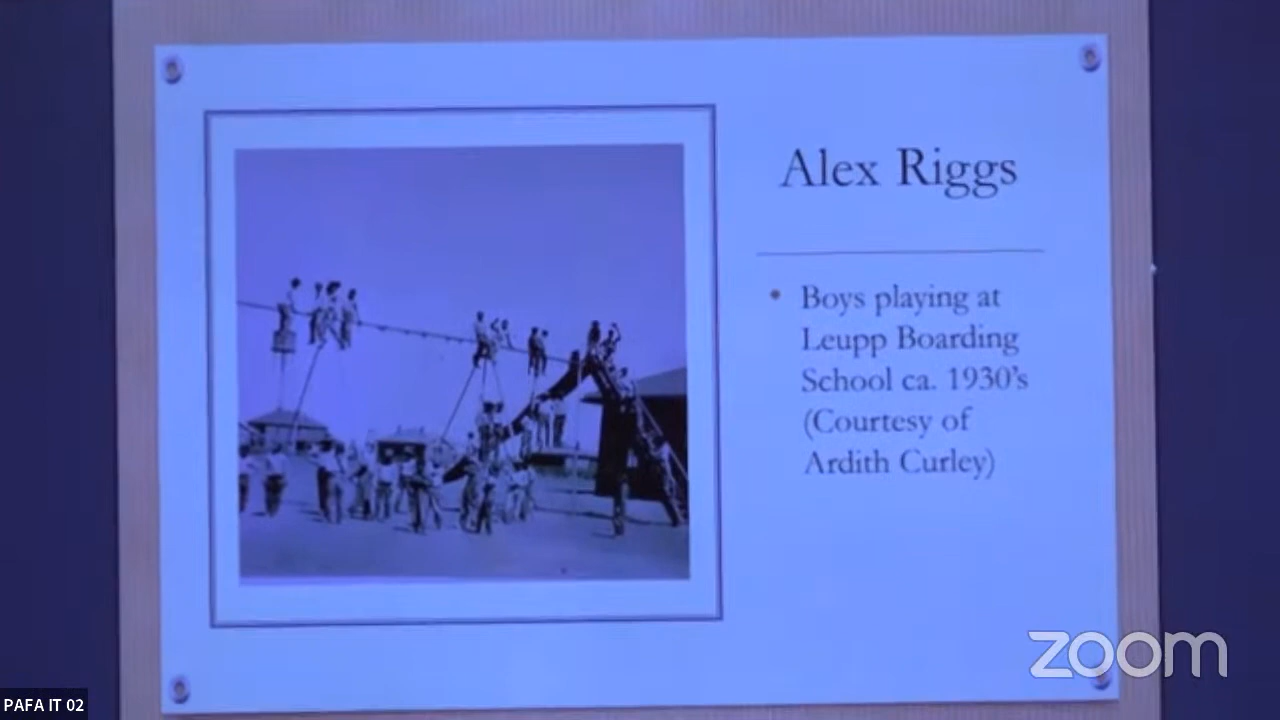 Alex Riggs
• Boys playing at
Leupp Boarding
School ca. 1930's
(Courtesy of
Ardith Curley)
zoom
PAFA IT 02